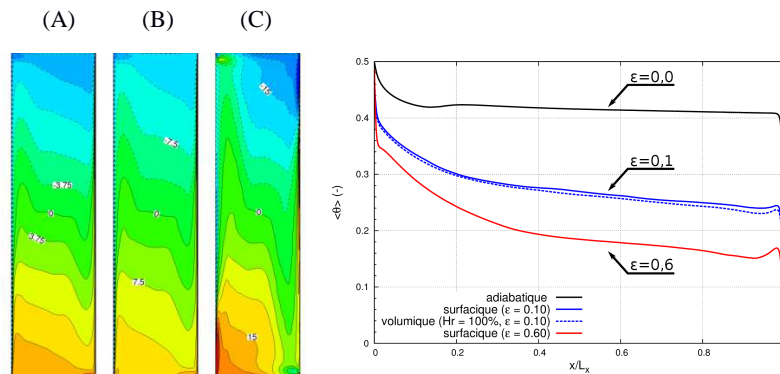 (A) (B) (C)
-3.75
0
3.75
-7.5
0
7.5
-15
0
15
0.5
0.4
0.3
0.2
0.1
0
<θ> (-)
ε=0,0
ε=0,1
ε=0,6
adiabatique
surfacique (ε = 0.10)
volumique (Hr = 100%, ε = 0.10)
surfacique (ε = 0.60)
0 0.2 0.4 0.6 0.8
x/Lx